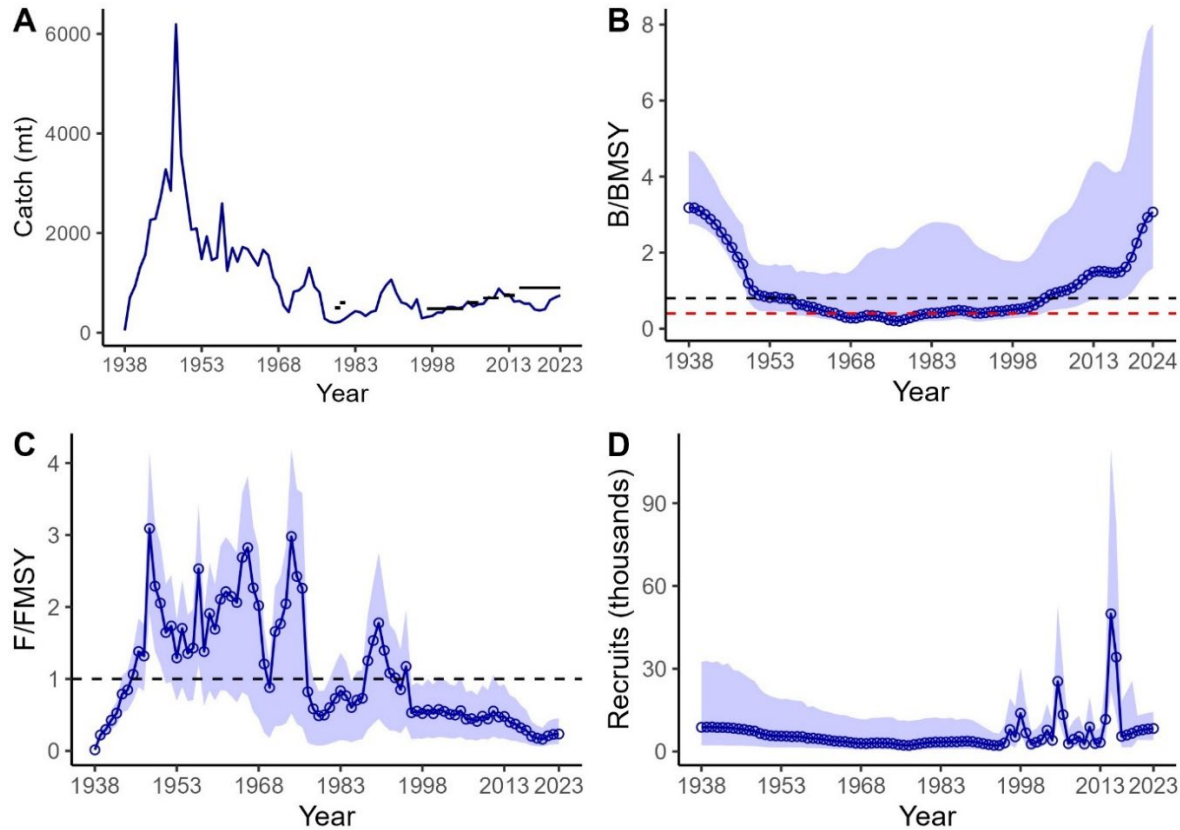 A
Catch (mt)
6000
4000
2000
0
1938 1953 1968 1983 1998 2013 2023
Year
B
B/BMSY
8
6
4
2
0
1938 1953 1968 1983 1998 2013 2024
Year
C
F/FMSY
4
3
2
1
0
1938 1953 1968 1983 1998 2013 2023
Year
D
Recruits (thousands)
90
60
30
0
1938 1953 1968 1983 1998 2013 2023
Year